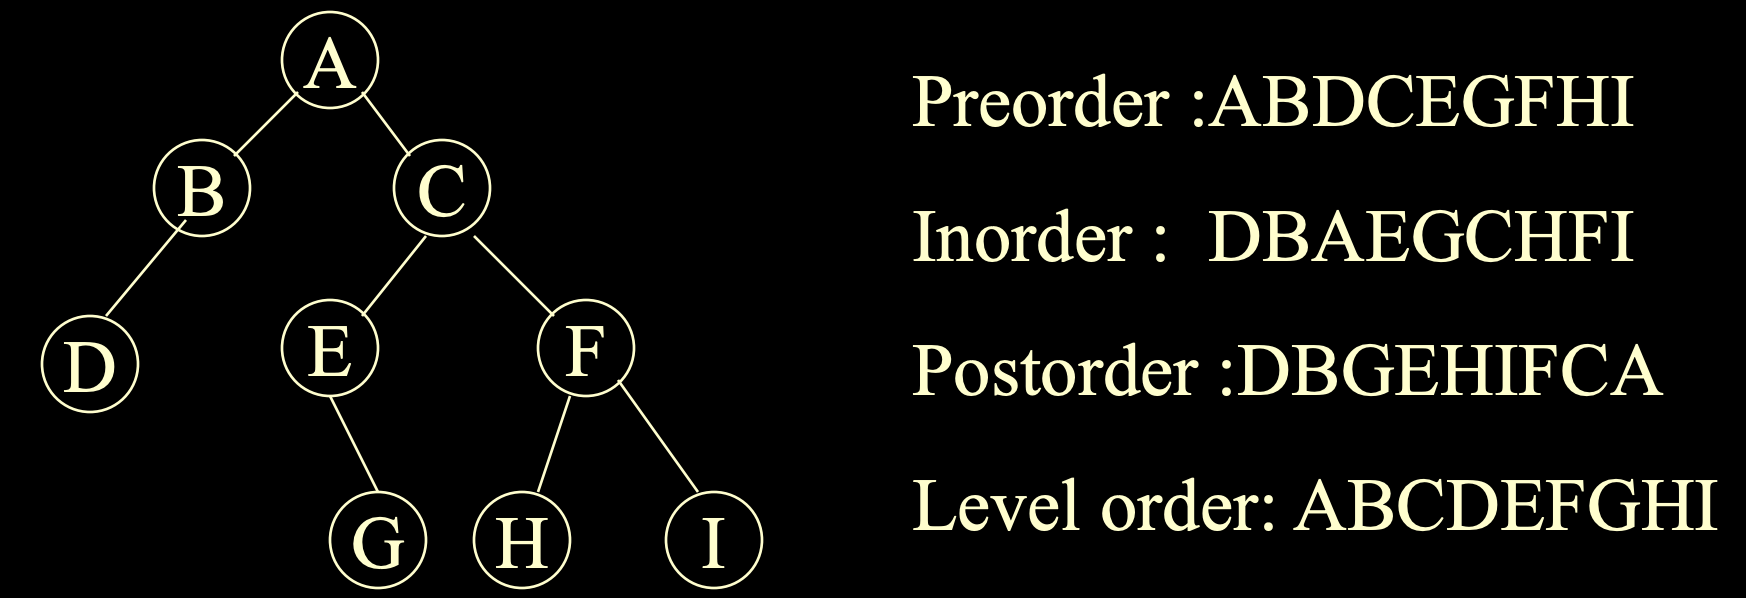 A
B C
D E F
G H I
Preorder :ABDCEGFHI
Inorder : DBAEGCHFI
Postorder :DBGEHIFCA
Level order: ABCDEFGHI